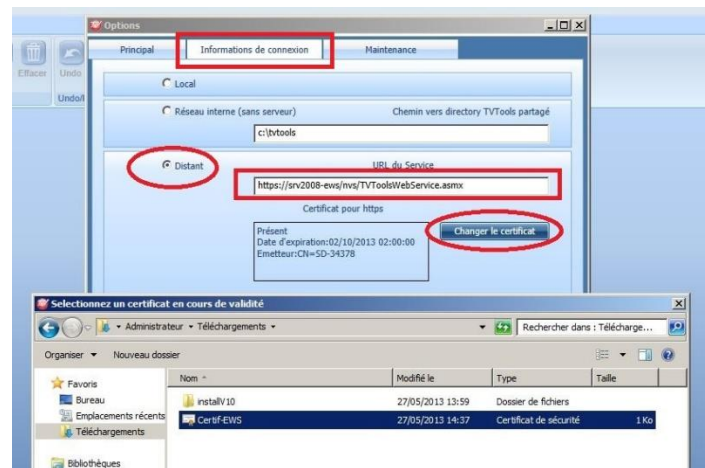 Options
Principal Informations de connexion Maintenance
Effacer Undo
Undo/
Local
Réseau interne (sans serveur) Chemin vers directory TVTools partagé
c:\tvtools
Distant URL du Service
https://srv2008-ews/nvs/TVToolsWebService.asmx
Certificat pour https
Présent
Date d'expiration:02/10/2013 02:00:00
Emetteur:CN=SD-34378
Changer le certificat
Selectionnez un certificat en cours de validité
Administrateur Téléchargements
Rechercher dans : Télécharge...
Organiser Nouveau dossier
Favoris
Bureau
Emplacements récents
Téléchargements
Bibliothèques
Nom Modifié le Type Taille
installV10 27/05/2013 13:59 Dossier de fichiers
Certif-EWS 27/05/2013 14:37 Certificat de sécurité 1 Ko